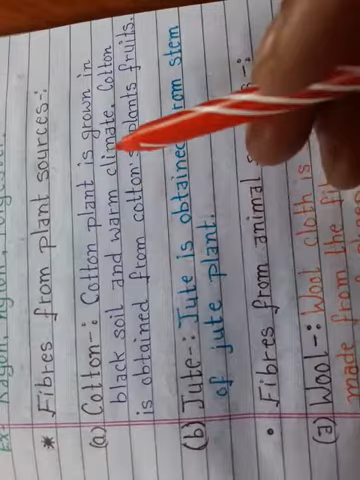 Ex- Rayon, Nylon,
* Fibres from plant sources:-
(a) Cotton-: Cotton plant is grown in
black soil and warm climate. Cotton
is obtained from cotton's plants fruits.
(b) Jute-: Jute is obtained from stem
of jute plant.
• Fibres from animal
(a) Wool-: Wool cloth is
made from the